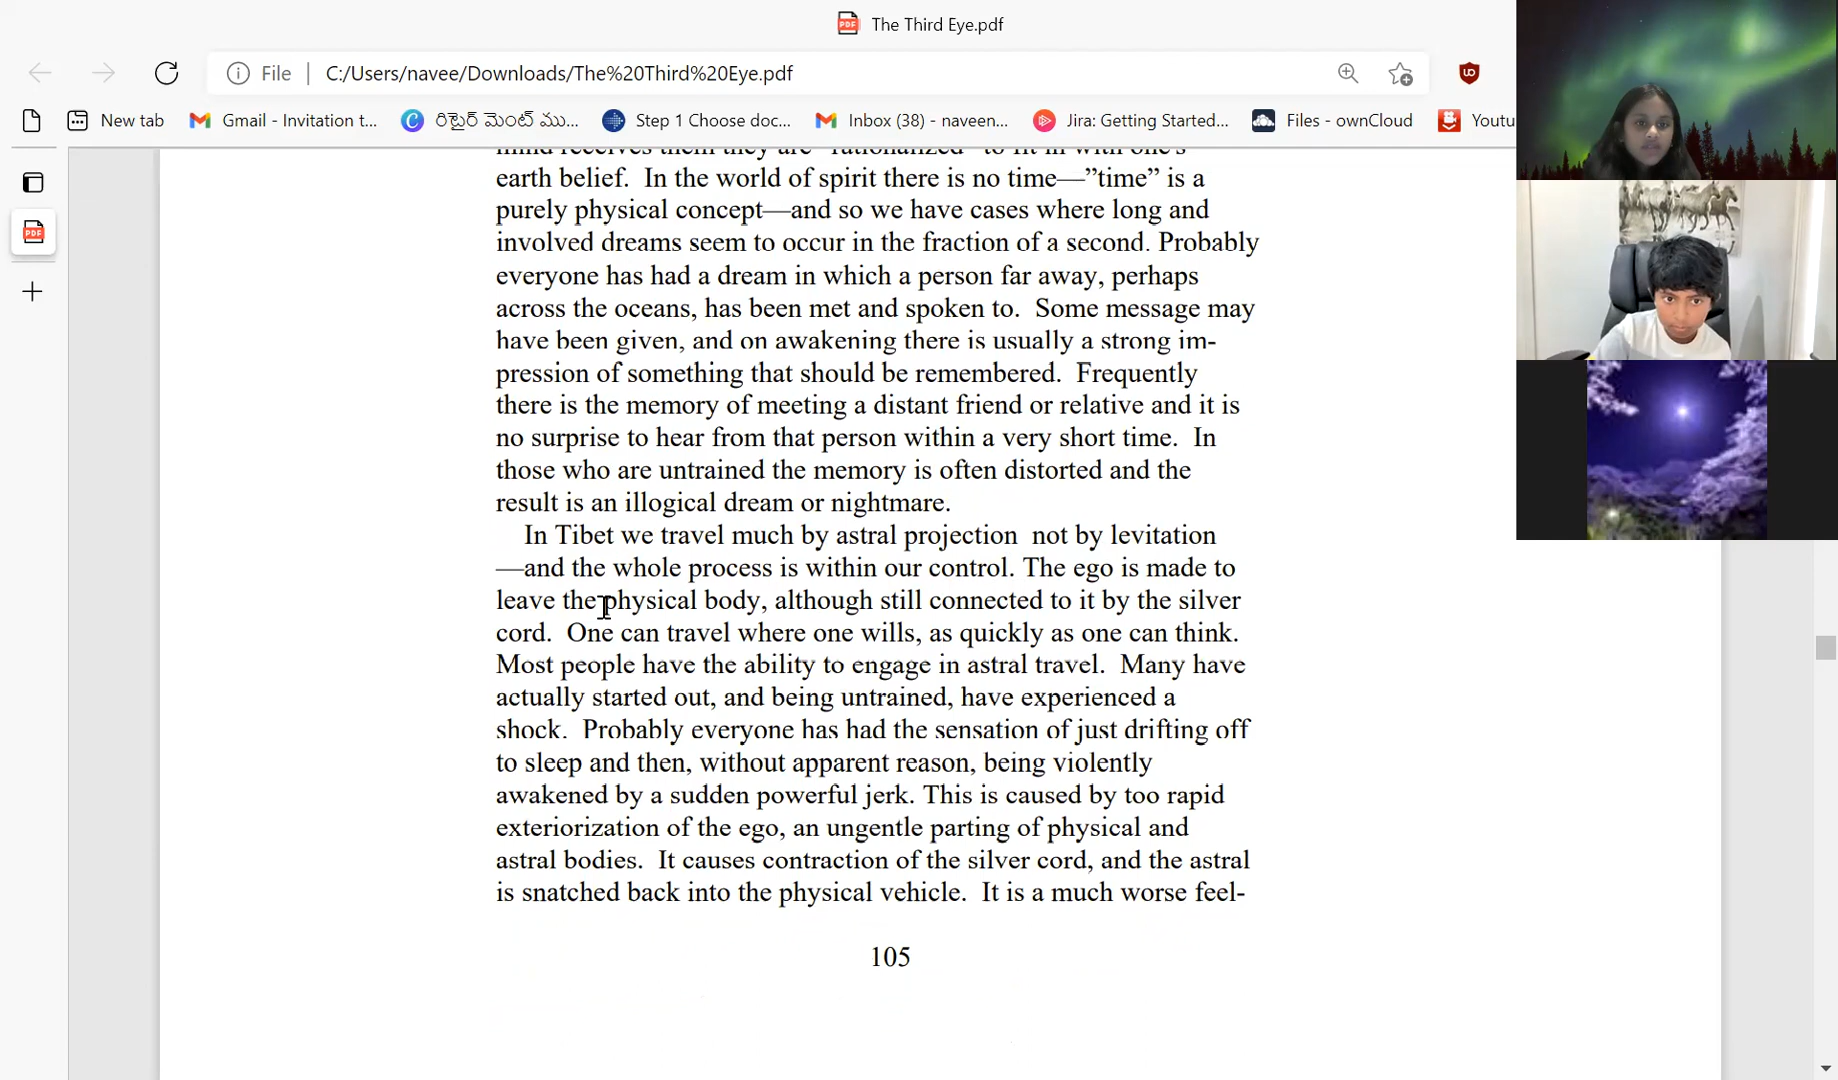 The Third Eye.pdf
File C:/Users/navee/Downloads/The%20Third%20Eye.pdf
New tab Gmail - Invitation t... రిటైర్ మెంట్ ము... Step 1 Choose doc... Inbox (38) - naveen... Jira: Getting Started... Files - ownCloud Youtu
mind receives them they are "rationalized" to fit in with one's
earth belief. In the world of spirit there is no time—”time” is a
purely physical concept—and so we have cases where long and
involved dreams seem to occur in the fraction of a second. Probably
everyone has had a dream in which a person far away, perhaps
across the oceans, has been met and spoken to. Some message may
have been given, and on awakening there is usually a strong im-
pression of something that should be remembered. Frequently
there is the memory of meeting a distant friend or relative and it is
no surprise to hear from that person within a very short time. In
those who are untrained the memory is often distorted and the
result is an illogical dream or nightmare.
In Tibet we travel much by astral projection not by levitation
—and the whole process is within our control. The ego is made to
leave the physical body, although still connected to it by the silver
cord. One can travel where one wills, as quickly as one can think.
Most people have the ability to engage in astral travel. Many have
actually started out, and being untrained, have experienced a
shock. Probably everyone has had the sensation of just drifting off
to sleep and then, without apparent reason, being violently
awakened by a sudden powerful jerk. This is caused by too rapid
exteriorization of the ego, an ungentle parting of physical and
astral bodies. It causes contraction of the silver cord, and the astral
is snatched back into the physical vehicle. It is a much worse feel-
105